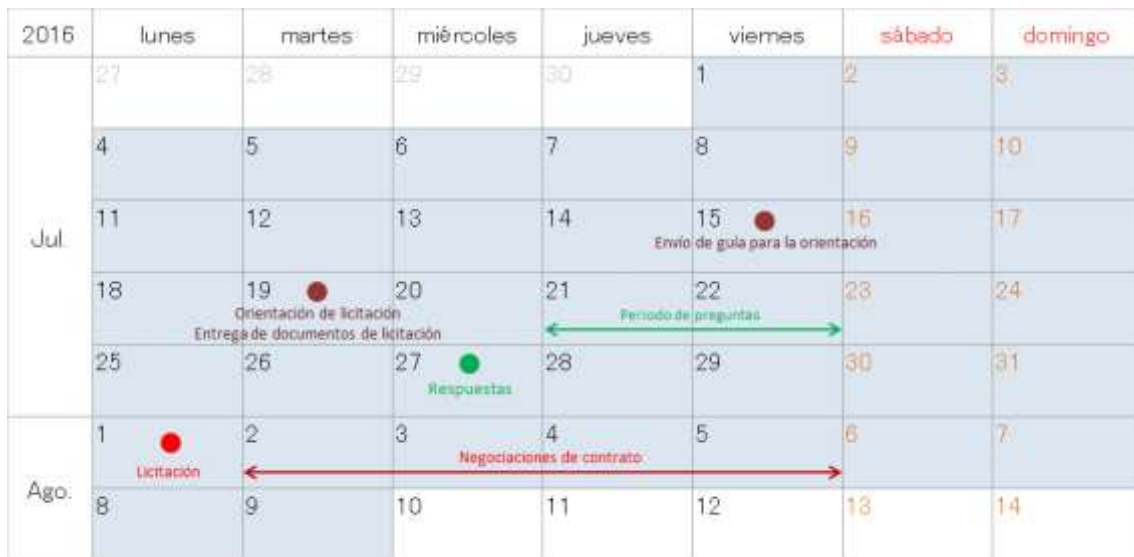 2016 lunes martes miércoles jueves viernes sábado domingo
27 28 29 30 1 2 3
4 5 6 7 8 9 10
Jul.
11 12 13 14 15 16 17
Envío de guía para la orientación
18 19 20 21 22 23 24
Orientación de licitación
Entrega de documentos de licitación
Periodo de preguntas
25 26 27 28 29 30 31
Respuestas
Ago.
1 2 3 4 5 6 7
Licitación
Negociaciones de contrato
8 9 10 11 12 13 14